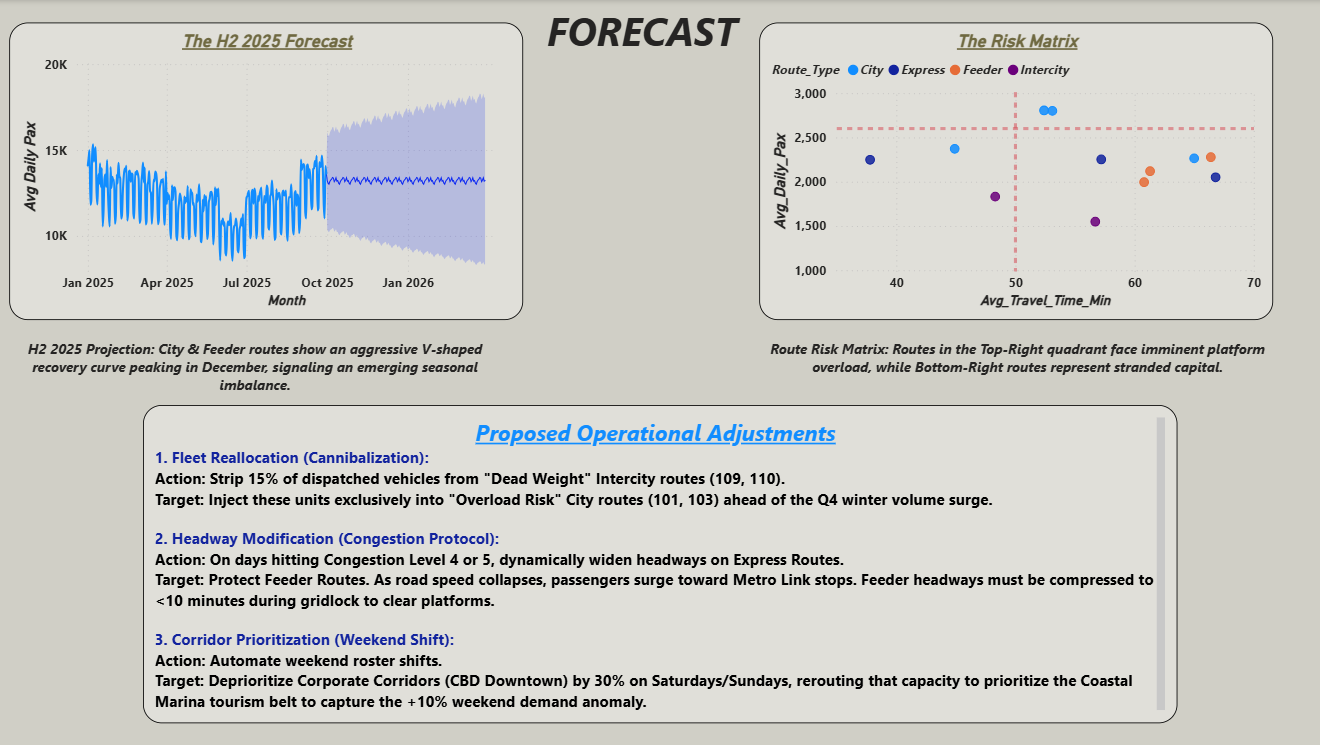 FORECAST
The H2 2025 Forecast
20K
15K
10K
Avg Daily Pax
Jan 2025 Apr 2025 Jul 2025 Oct 2025 Jan 2026
Month
H2 2025 Projection: City & Feeder routes show an aggressive V-shaped
recovery curve peaking in December, signaling an emerging seasonal
imbalance.
The Risk Matrix
Route_Type City Express Feeder Intercity
3,000
2,500
2,000
1,500
1,000
Avg_Daily_Pax
40 50 60 70
Avg_Travel_Time_Min
Route Risk Matrix: Routes in the Top-Right quadrant face imminent platform
overload, while Bottom-Right routes represent stranded capital.
Proposed Operational Adjustments
1. Fleet Reallocation (Cannibalization):
Action: Strip 15% of dispatched vehicles from "Dead Weight" Intercity routes (109, 110).
Target: Inject these units exclusively into "Overload Risk" City routes (101, 103) ahead of the Q4 winter volume surge.
2. Headway Modification (Congestion Protocol):
Action: On days hitting Congestion Level 4 or 5, dynamically widen headways on Express Routes.
Target: Protect Feeder Routes. As road speed collapses, passengers surge toward Metro Link stops. Feeder headways must be compressed to
<10 minutes during gridlock to clear platforms.
3. Corridor Prioritization (Weekend Shift):
Action: Automate weekend roster shifts.
Target: Deprioritize Corporate Corridors (CBD Downtown) by 30% on Saturdays/Sundays, rerouting that capacity to prioritize the Coastal
Marina tourism belt to capture the +10% weekend demand anomaly.